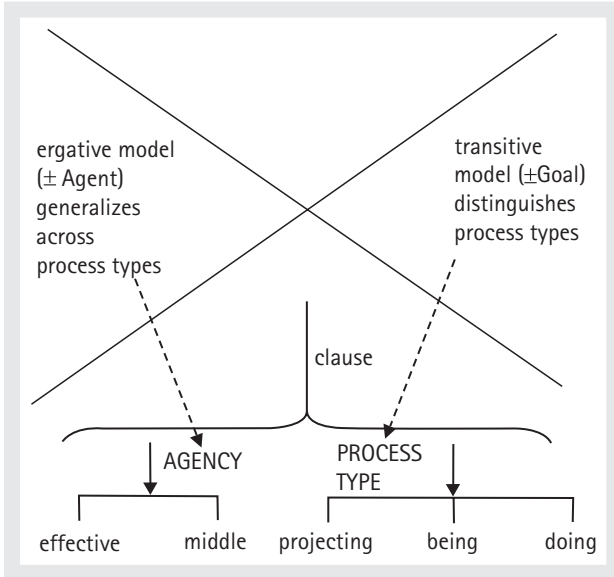 ergative model
(± Agent)
generalizes
across
process types
transitive
model (±Goal)
distinguishes
process types
clause
AGENCY
PROCESS
TYPE
effective
middle
projecting
being
doing